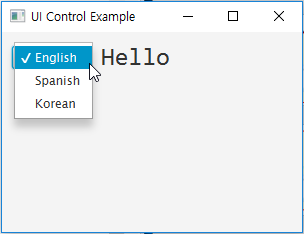 UI Control Example
✓ English
Hello
Spanish
Korean